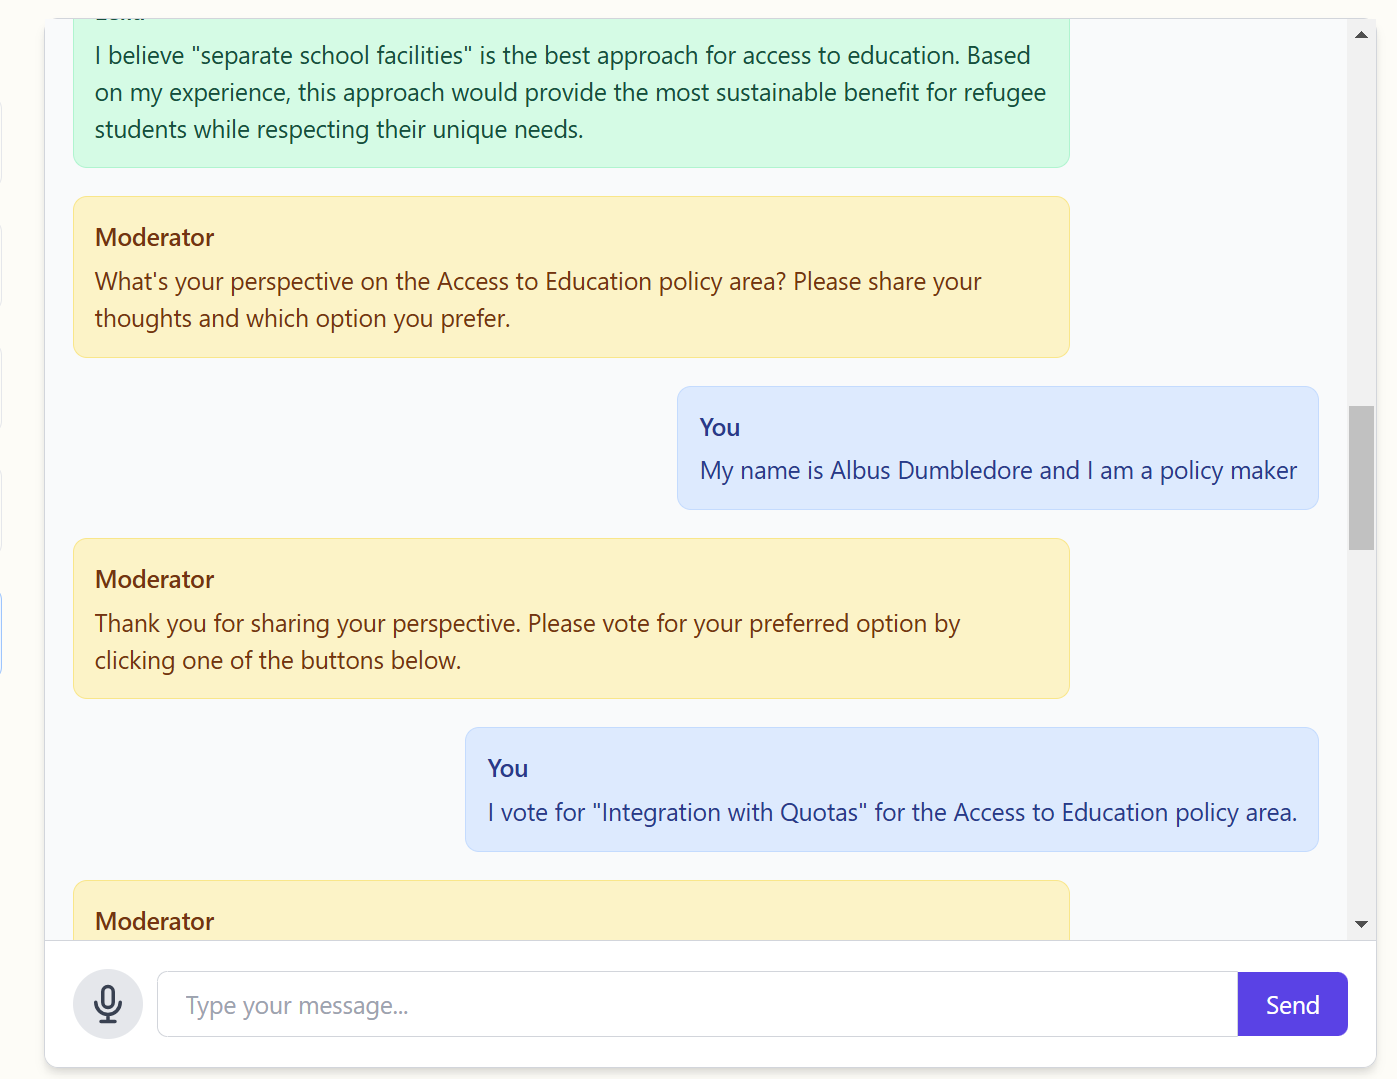 I believe "separate school facilities" is the best approach for access to education. Based
on my experience, this approach would provide the most sustainable benefit for refugee
students while respecting their unique needs.
Moderator
What's your perspective on the Access to Education policy area? Please share your
thoughts and which option you prefer.
You
My name is Albus Dumbledore and I am a policy maker
Moderator
Thank you for sharing your perspective. Please vote for your preferred option by
clicking one of the buttons below.
You
I vote for "Integration with Quotas" for the Access to Education policy area.
Moderator
Type your message...
Send